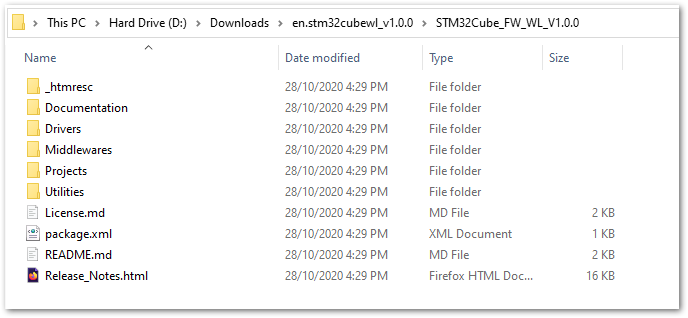 This PC > Hard Drive (D:) > Downloads > en.stm32cubewl_v1.0.0 > STM32Cube_FW_WL_V1.0.0
Name Date modified Type Size
_htmresc 28/10/2020 4:29 PM File folder
Documentation 28/10/2020 4:29 PM File folder
Drivers 28/10/2020 4:29 PM File folder
Middlewares 28/10/2020 4:29 PM File folder
Projects 28/10/2020 4:29 PM File folder
Utilities 28/10/2020 4:29 PM File folder
License.md 28/10/2020 4:29 PM MD File 2 KB
package.xml 28/10/2020 4:29 PM XML Document 1 KB
README.md 28/10/2020 4:29 PM MD File 2 KB
Release_Notes.html 28/10/2020 4:29 PM Firefox HTML Doc... 16 KB